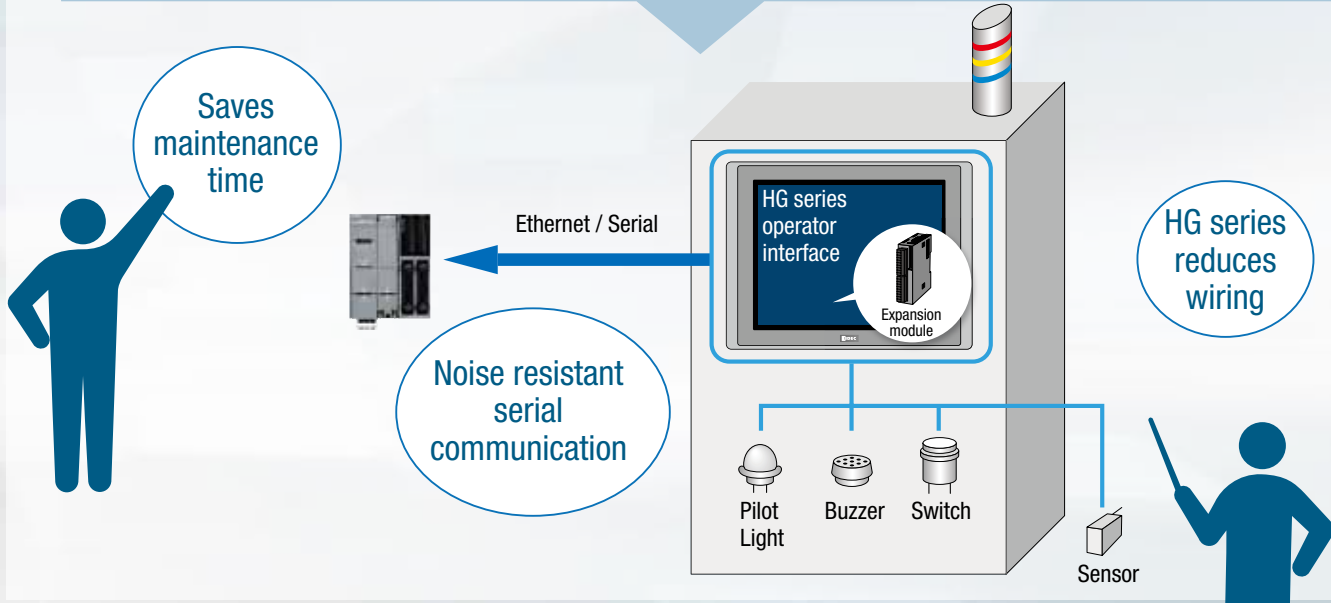 Saves
maintenance
time
Ethernet / Serial
Noise resistant
serial
communication
HG series
operator
interface
Expansion
module
IDEC
HG series
reduces
wiring
Pilot
Light
Buzzer
Switch
Sensor